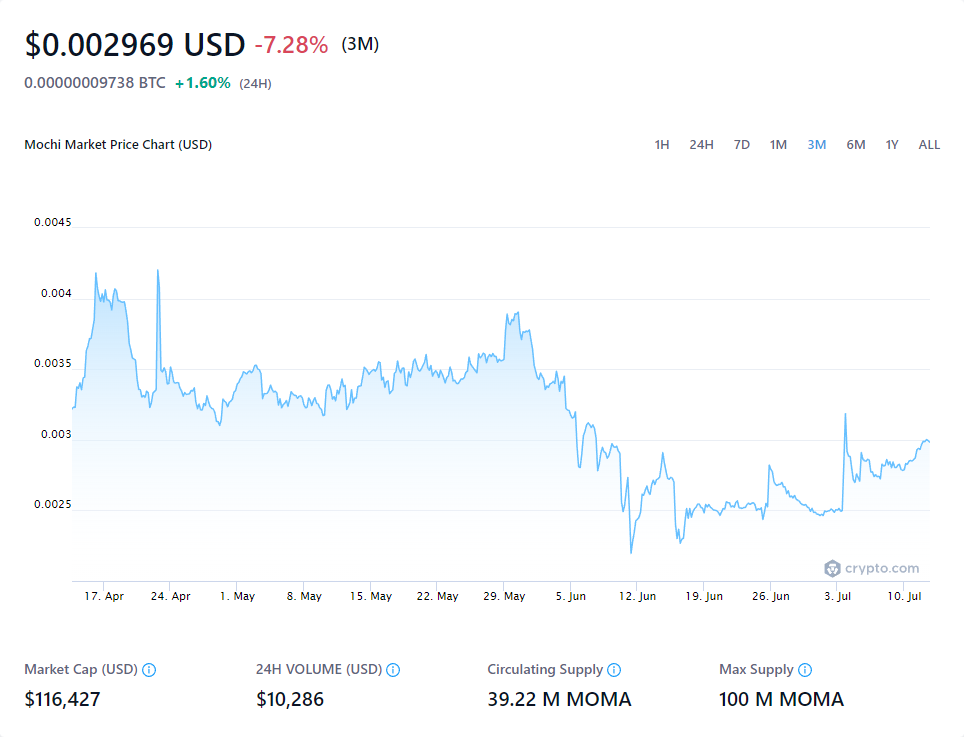 $0.002969 USD -7.28% (3M)
0.00000009738 BTC +1.60% (24H)
Mochi Market Price Chart (USD) 1H 24H 7D 1M 3M 6M 1Y ALL
0.0045
0.004
0.0035
0.003
0.0025
crypto.com
17. Apr 24. Apr 1. May 8. May 15. May 22. May 29. May 5. Jun 12. Jun 19. Jun 26. Jun 3. Jul 10. Jul
Market Cap (USD) 24H VOLUME (USD) Circulating Supply Max Supply
$116,427 $10,286 39.22 M MOMA 100 M MOMA